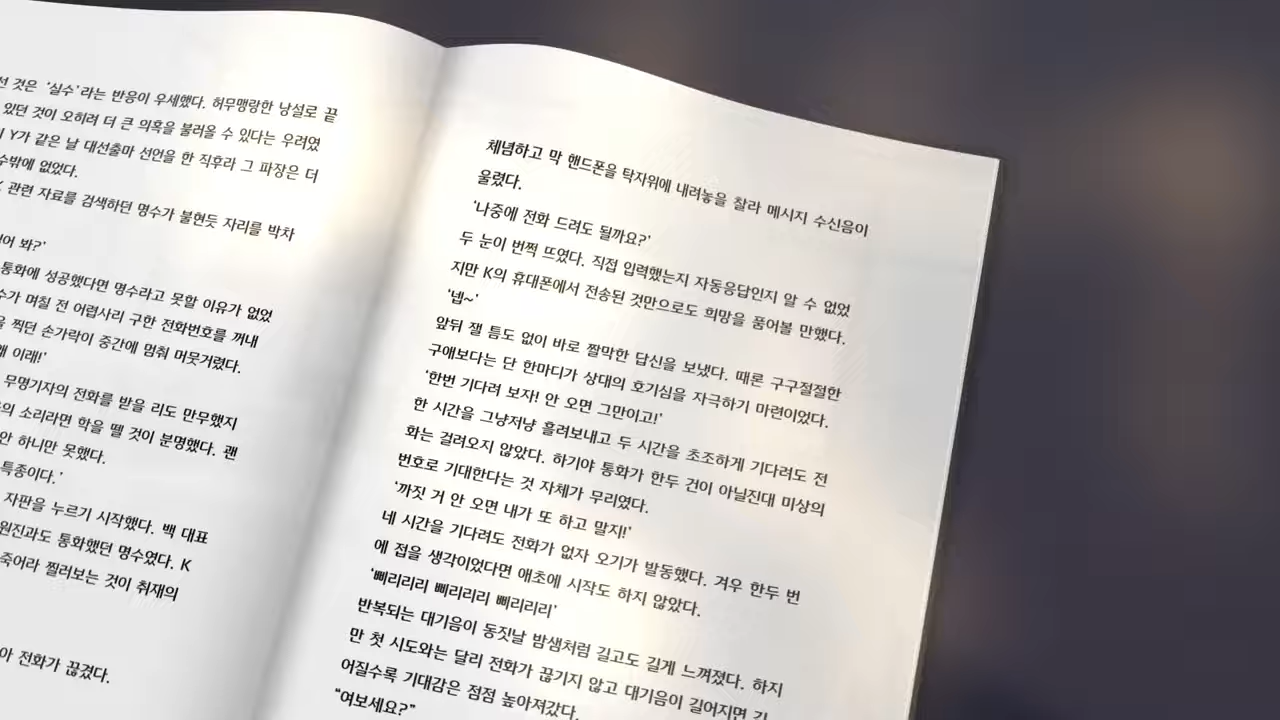 것은 '실수'라는 반응이 우세했다. 허무맹랑한 낭설로 끝
있던 것이 오히려 더 큰 의혹을 불러올 수 있다는 우려였
Y가 같은 날 대선출마 선언을 한 직후라 그 파장은 더
수밖에 없었다.
관련 자료를 검색하던 명수가 불현듯 자리를 박차
봐?'
통화에 성공했다면 명수라고 못할 이유가 없었
며칠 전 어렵사리 구한 전화번호를 꺼내
찍던 손가락이 중간에 멈춰 머뭇거렸다.
이래!'
무명기자의 전화를 받을 리도 만무했지
소리라면 학을 뗄 것이 분명했다. 괜
안 하니만 못했다.
특종이다.'
자판을 누르기 시작했다. 백 대표
통화했던 명수였다. K
죽어라 찔러보는 것이 취재의
전화가 끊겼다.
체념하고 막 핸드폰을 탁자위에 내려놓을 찰라 메시지 수신음이
울렸다.
'나중에 전화 드려도 될까요?'
두 눈이 번쩍 뜨였다. 직접 입력했는지 자동응답인지 알 수 없었
지만 K의 휴대폰에서 전송된 것만으로도 희망을 품어볼 만했다.
'넵~'
앞뒤 잴 틈도 없이 바로 짤막한 답신을 보냈다. 때론 구구절절한
구애보다는 단 한마디가 상대의 호기심을 자극하기 마련이었다.
'한번 기다려 보자! 안 오면 그만이고!'
한 시간을 그냥저냥 흘려보내고 두 시간을 초조하게 기다려도 전
화는 걸려오지 않았다. 하기야 통화가 한두 건이 아닐진대 미상의
번호로 기대한다는 것 자체가 무리였다.
'까짓 거 안 오면 내가 또 하고 말지!'
네 시간을 기다려도 전화가 없자 오기가 발동했다. 겨우 한두 번
에 접을 생각이었다면 애초에 시작도 하지 않았다.
'삐리리리 삐리리리 삐리리리'
반복되는 대기음이 동짓날 밤샘처럼 길고도 길게 느껴졌다. 하지
만 첫 시도와는 달리 전화가 끊기지 않고 대기음이 길어지면 길
어질수록 기대감은 점점 높아져갔다.
"여보세요?"